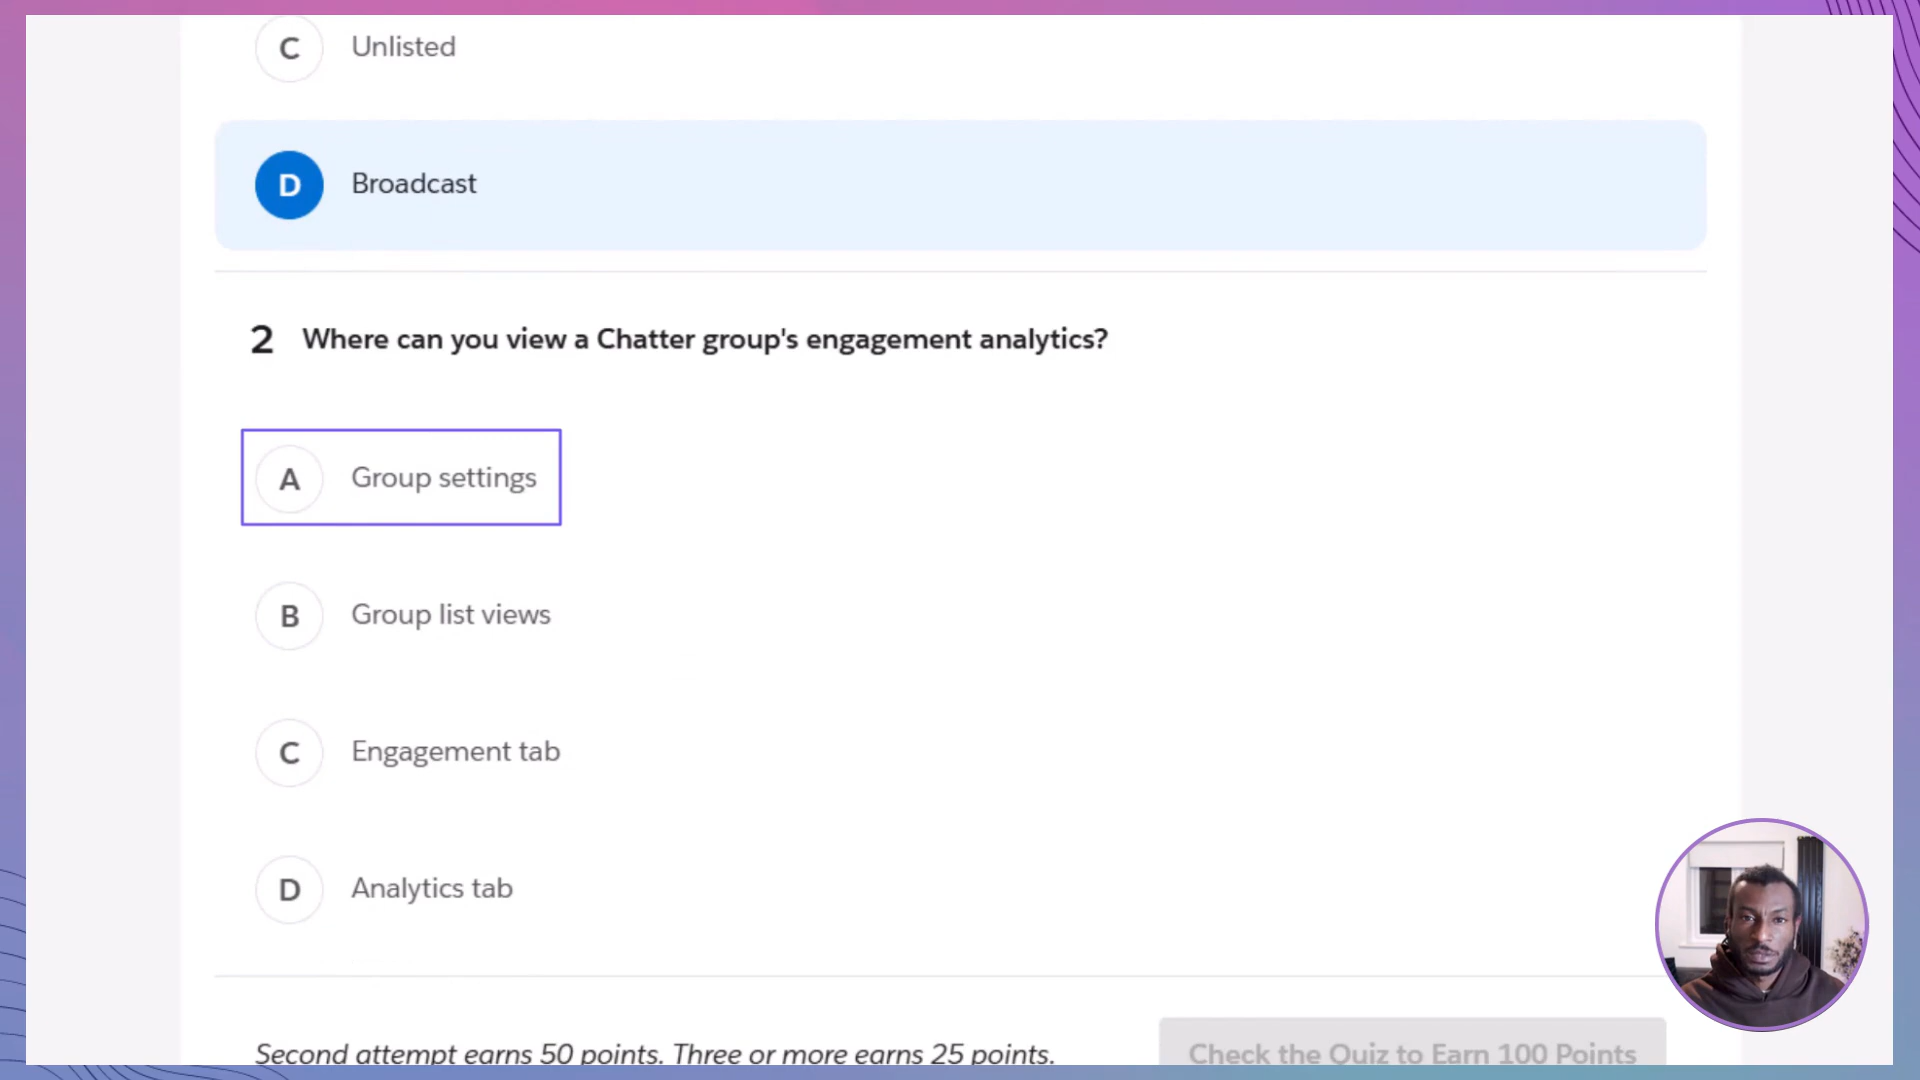 C Unlisted
D Broadcast
2 Where can you view a Chatter group's engagement analytics?
A Group settings
B Group list views
C Engagement tab
D Analytics tab
Second attempt earns 50 points. Three or more earns 25 points.
Check the Quiz to Earn 100 Points